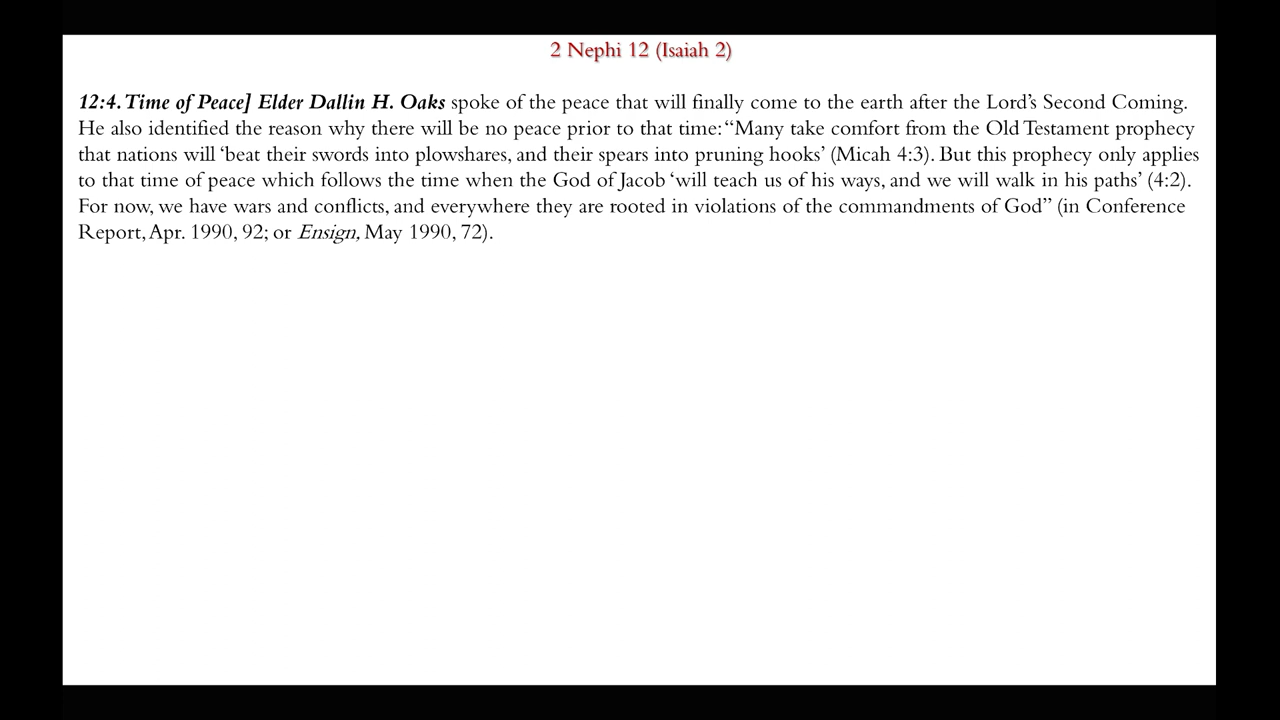 2 Nephi 12 (Isaiah 2)
12:4. Time of Peace] Elder Dallin H. Oaks spoke of the peace that will finally come to the earth after the Lord’s Second Coming.
He also identified the reason why there will be no peace prior to that time: “Many take comfort from the Old Testament prophecy
that nations will ‘beat their swords into plowshares, and their spears into pruning hooks’ (Micah 4:3). But this prophecy only applies
to that time of peace which follows the time when the God of Jacob ‘will teach us of his ways, and we will walk in his paths’ (4:2).
For now, we have wars and conflicts, and everywhere they are rooted in violations of the commandments of God” (in Conference
Report, Apr. 1990, 92; or Ensign, May 1990, 72).